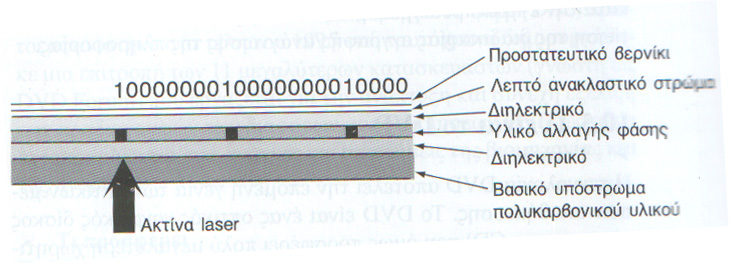 Προστατευτικό βερνίκι
Λεπτό ανακλαστικό στρώμα
10000000100000000010000
Διηλεκτρικό
Υλικό αλλαγής φάσης
Διηλεκτρικό
Βασικό υπόστρωμα
πολυκαρβονικού υλικού
Ακτίνα laser